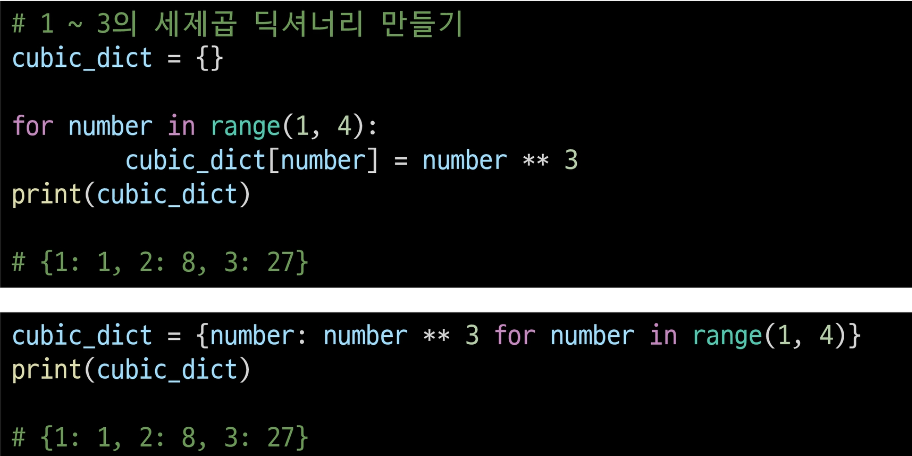 # 1 ~ 3의 세제곱 딕셔너리 만들기
cubic_dict = {}
for number in range(1, 4):
cubic_dict[number] = number ** 3
print(cubic_dict)
# {1: 1, 2: 8, 3: 27}
cubic_dict = {number: number ** 3 for number in range(1, 4)}
print(cubic_dict)
# {1: 1, 2: 8, 3: 27}